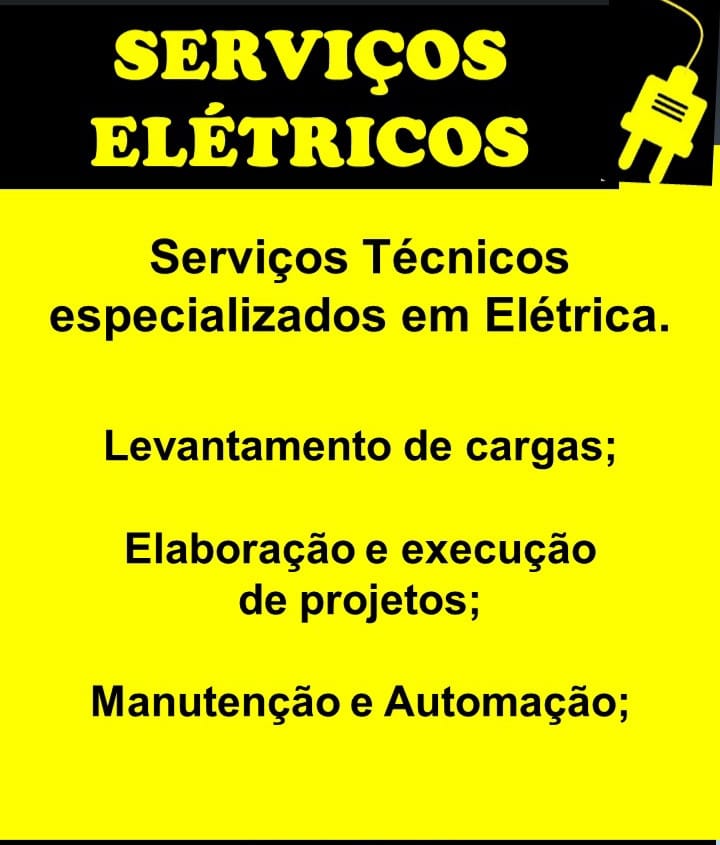 SERVIÇOS
ELÉTRICOS
Serviços Técnicos
especializados em Elétrica.
Levantamento de cargas;
Elaboração e execução
de projetos;
Manutenção e Automação;